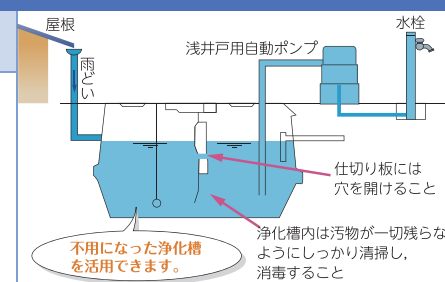 屋根
水栓
浅井戸用自動ポンプ
雨どい
仕切り板には
穴を開けること
浄化槽内は汚物が一切残らな
ようにしっかり清掃し,
消毒すること
不用になった浄化槽
を活用できます。